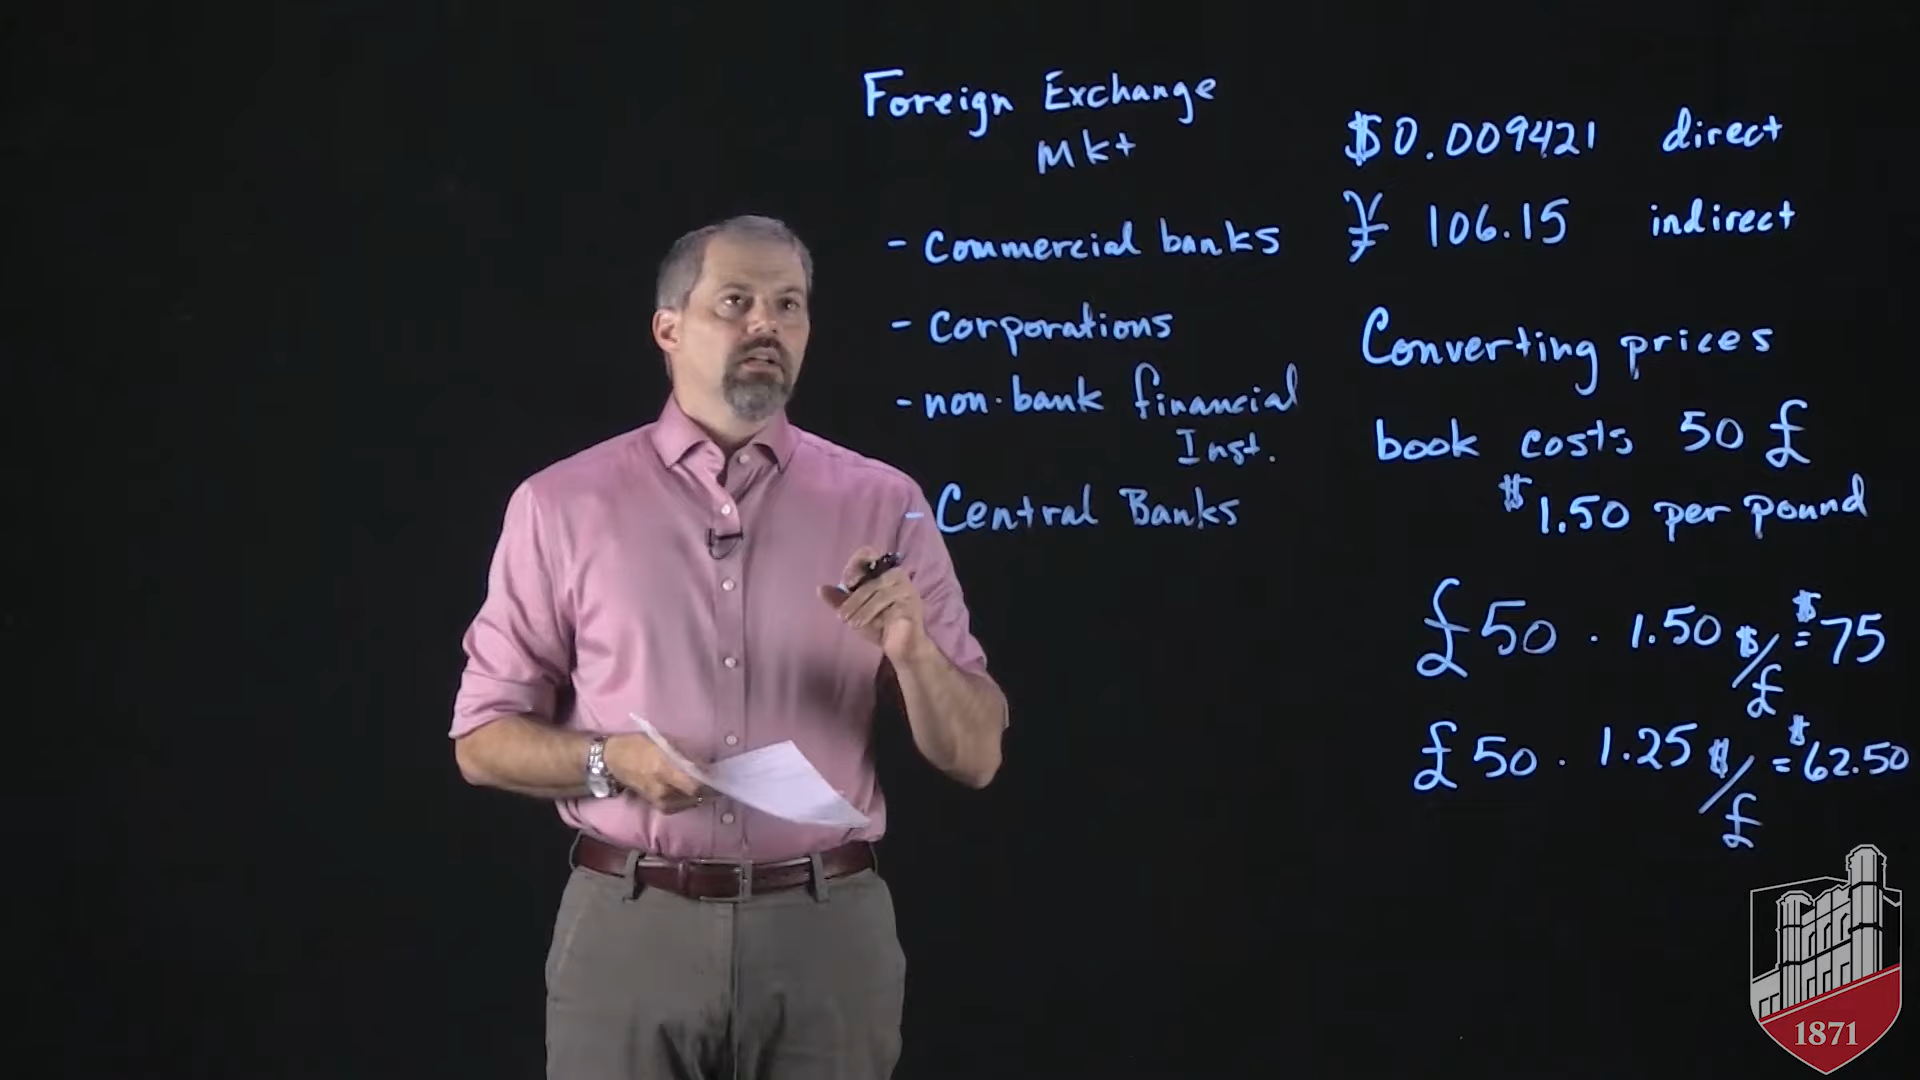 Foreign Exchange
Mkt
- Commercial banks
- Corporations
- non-bank financial
Inst.
- Central Banks
$0.009421 direct
¥ 106.15 indirect
Converting prices
book costs 50 £
$1.50 per pound
£50 · 1.50 $/£ = $75
£50 · 1.25 $/£ = $62.50
1871